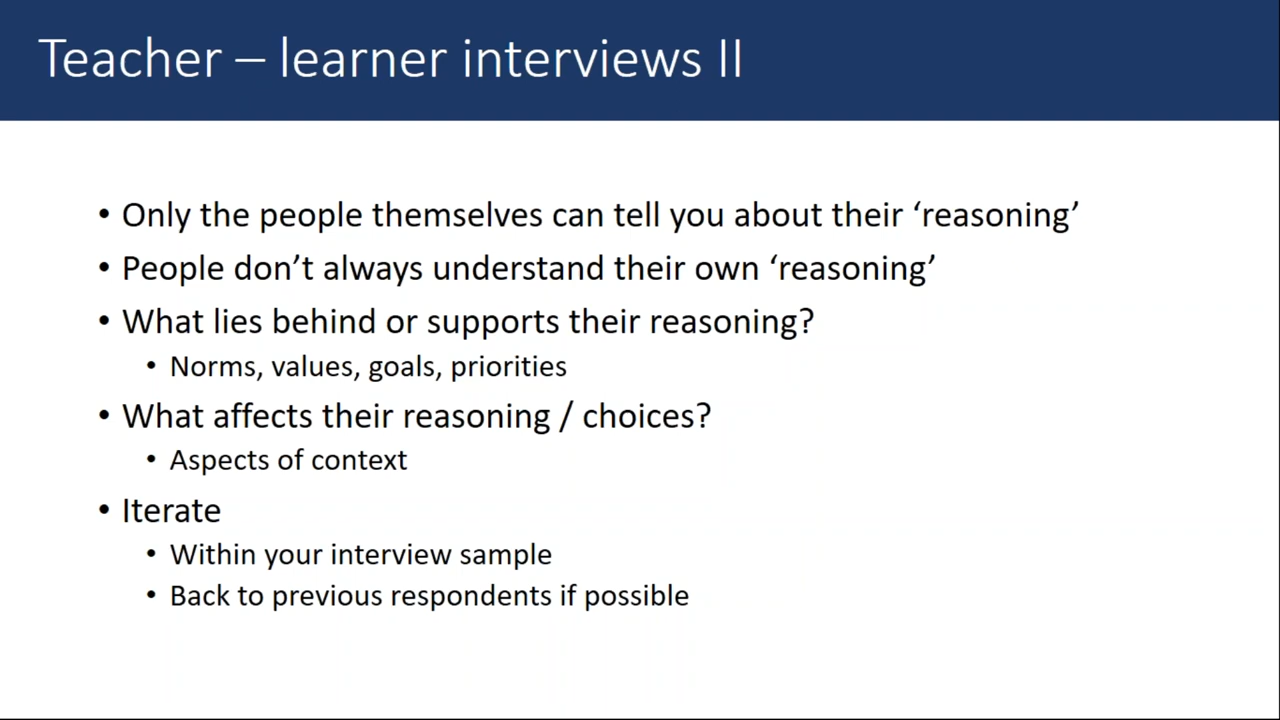 Teacher – learner interviews II
• Only the people themselves can tell you about their ‘reasoning’
• People don’t always understand their own ‘reasoning’
• What lies behind or supports their reasoning?
• Norms, values, goals, priorities
• What affects their reasoning / choices?
• Aspects of context
• Iterate
• Within your interview sample
• Back to previous respondents if possible